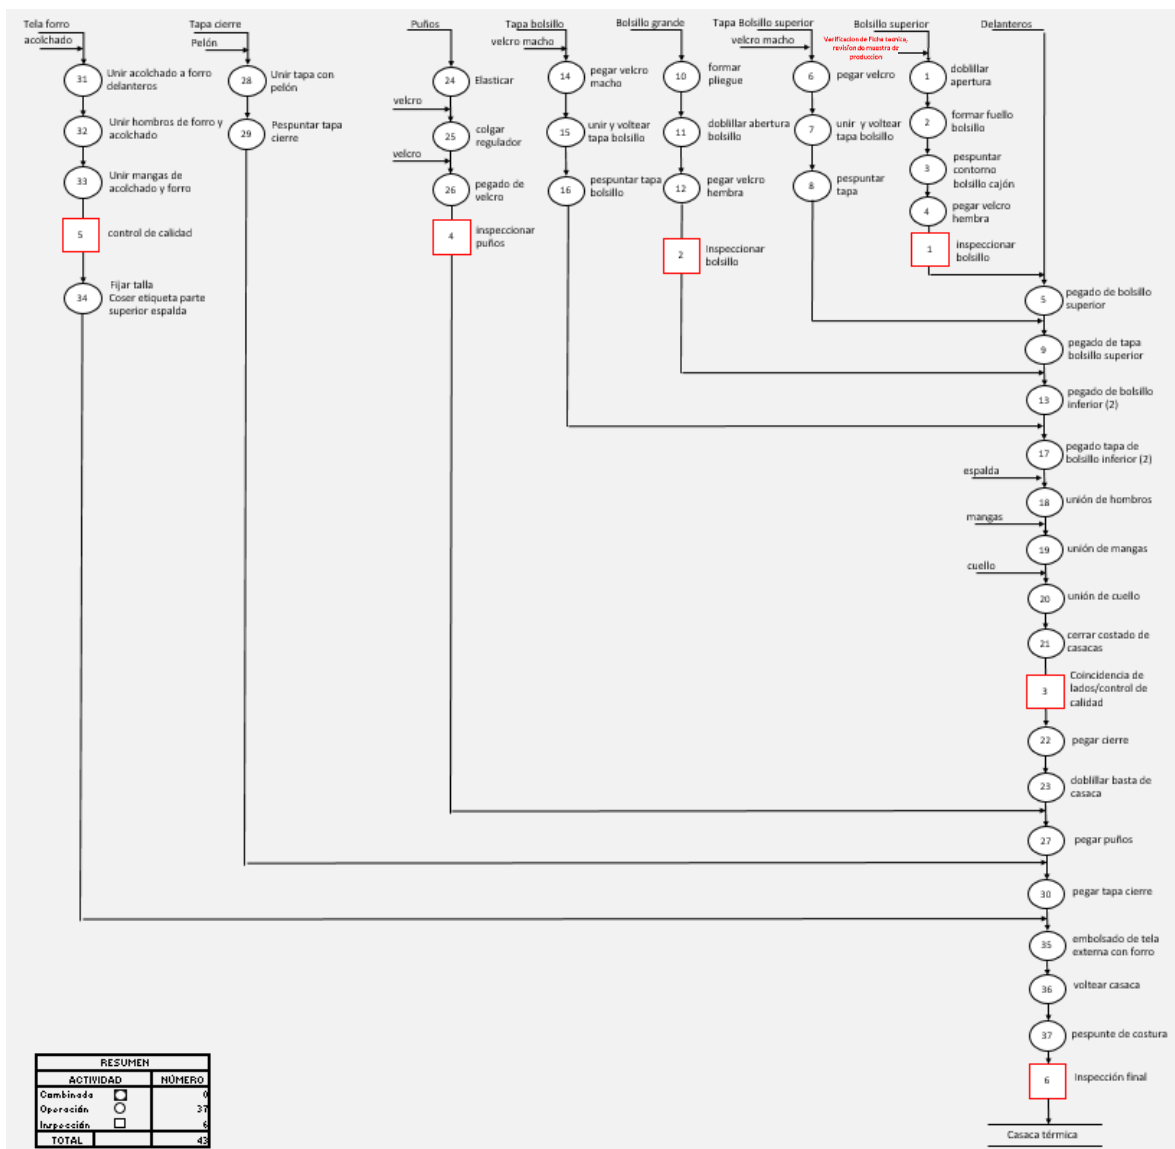 Tela forro
acolchado
31
Unir acolchado a forro
delanteros
32
Unir hombros de forro y
acolchado
33
Unir mangas de
acolchado y forro
5
control de calidad
34
Fijar talla
Coser etiqueta parte
superior espalda
Tapa cierre
Pelón
28
Unir tapa con
pelón
29
Pespuntar tapa
cierre
Puños
24
Elasticar
velcro
25
colgar
regulador
velcro
26
pegado de
velcro
4
inspeccionar
puños
Tapa bolsillo
velcro macho
14
pegar velcro
macho
15
unir y voltear
tapa bolsillo
16
pespuntar tapa
bolsillo
Bolsillo grande
10
formar
pliegue
11
doblillar abertura
bolsillo
12
pegar velcro
hembra
2
Inspeccionar
bolsillo
Tapa Bolsillo superior
velcro macho
6
pegar velcro
7
unir y voltear
tapa bolsillo
8
pespuntar
tapa
Bolsillo superior
Verificacion de Ficha tecnica,
revision de muestra de
produccion
1
doblillar
apertura
2
formar fuello
bolsillo
3
pespuntar
contorno
bolsillo cajón
4
pegar velcro
hembra
1
inspeccionar
bolsillo
Delanteros
5
pegado de bolsillo
superior
9
pegado de tapa
bolsillo superior
13
pegado de bolsillo
inferior (2)
17
pegado tapa de
bolsillo inferior (2)
espalda
18
unión de hombros
mangas
19
unión de mangas
cuello
20
unión de cuello
21
cerrar costado de
casacas
3
Coincidencia de
lados/control de
calidad
22
pegar cierre
23
doblillar basta de
casaca
27
pegar puños
30
pegar tapa cierre
35
embolsado de tela
externa con forro
36
voltear casaca
37
pespunte de costura
6
Inspección final
Casaca térmica
RESUMEN
ACTIVIDAD NÚMERO
Combinada 0
Operación 37
Inspección 6
TOTAL 43